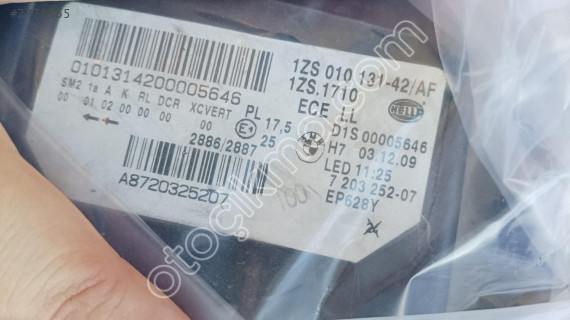 0101314200005646
SM2 1a A K RL DCR XCVERT
00 01 02 00 00 00 00
PL 17,5
E1 25
2886/2887
A8720325207
1ZS 010 131-42/AF
1ZS.1710
ECE LL
HELLA
D1S 00005646
H7 03.12.09
LED 11:25
7 203 252-07
EP628Y
otoçıkma.com